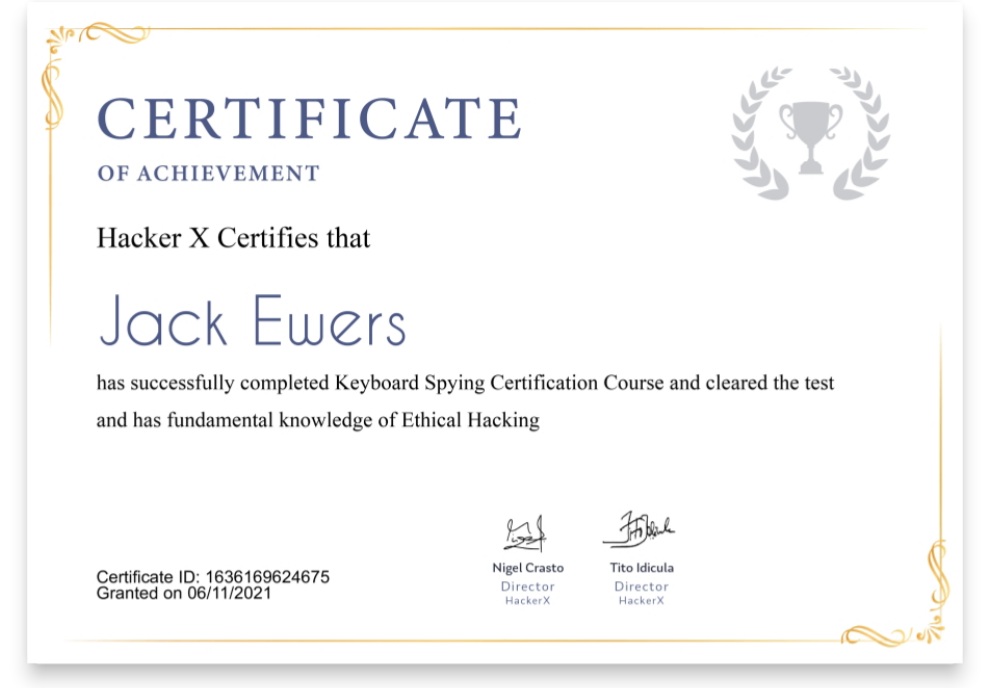 CERTIFICATE
OF ACHIEVEMENT
Hacker X Certifies that
Jack Ewers
has successfully completed Keyboard Spying Certification Course and cleared the test
and has fundamental knowledge of Ethical Hacking
Nigel Crasto
Director
HackerX
Tito Idicula
Director
HackerX
Certificate ID: 1636169624675
Granted on 06/11/2021